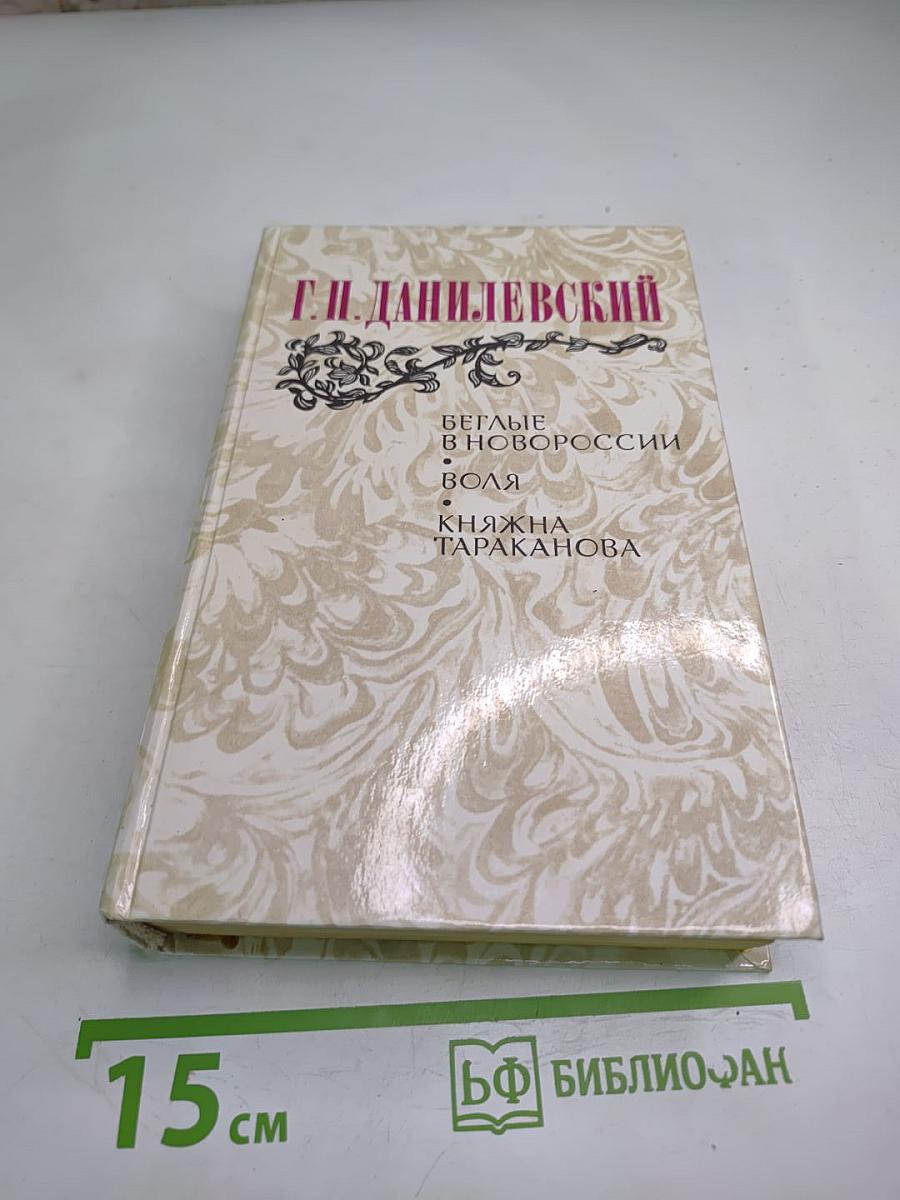 Г.П.ДАНИЛЕВСКИЙ
БЕГЛЫЕ
В НОВОРОССИИ
•
ВОЛЯ
•
КНЯЖНА
ТАРАКАНОВА
15 см
БФ БИБЛИОФАН